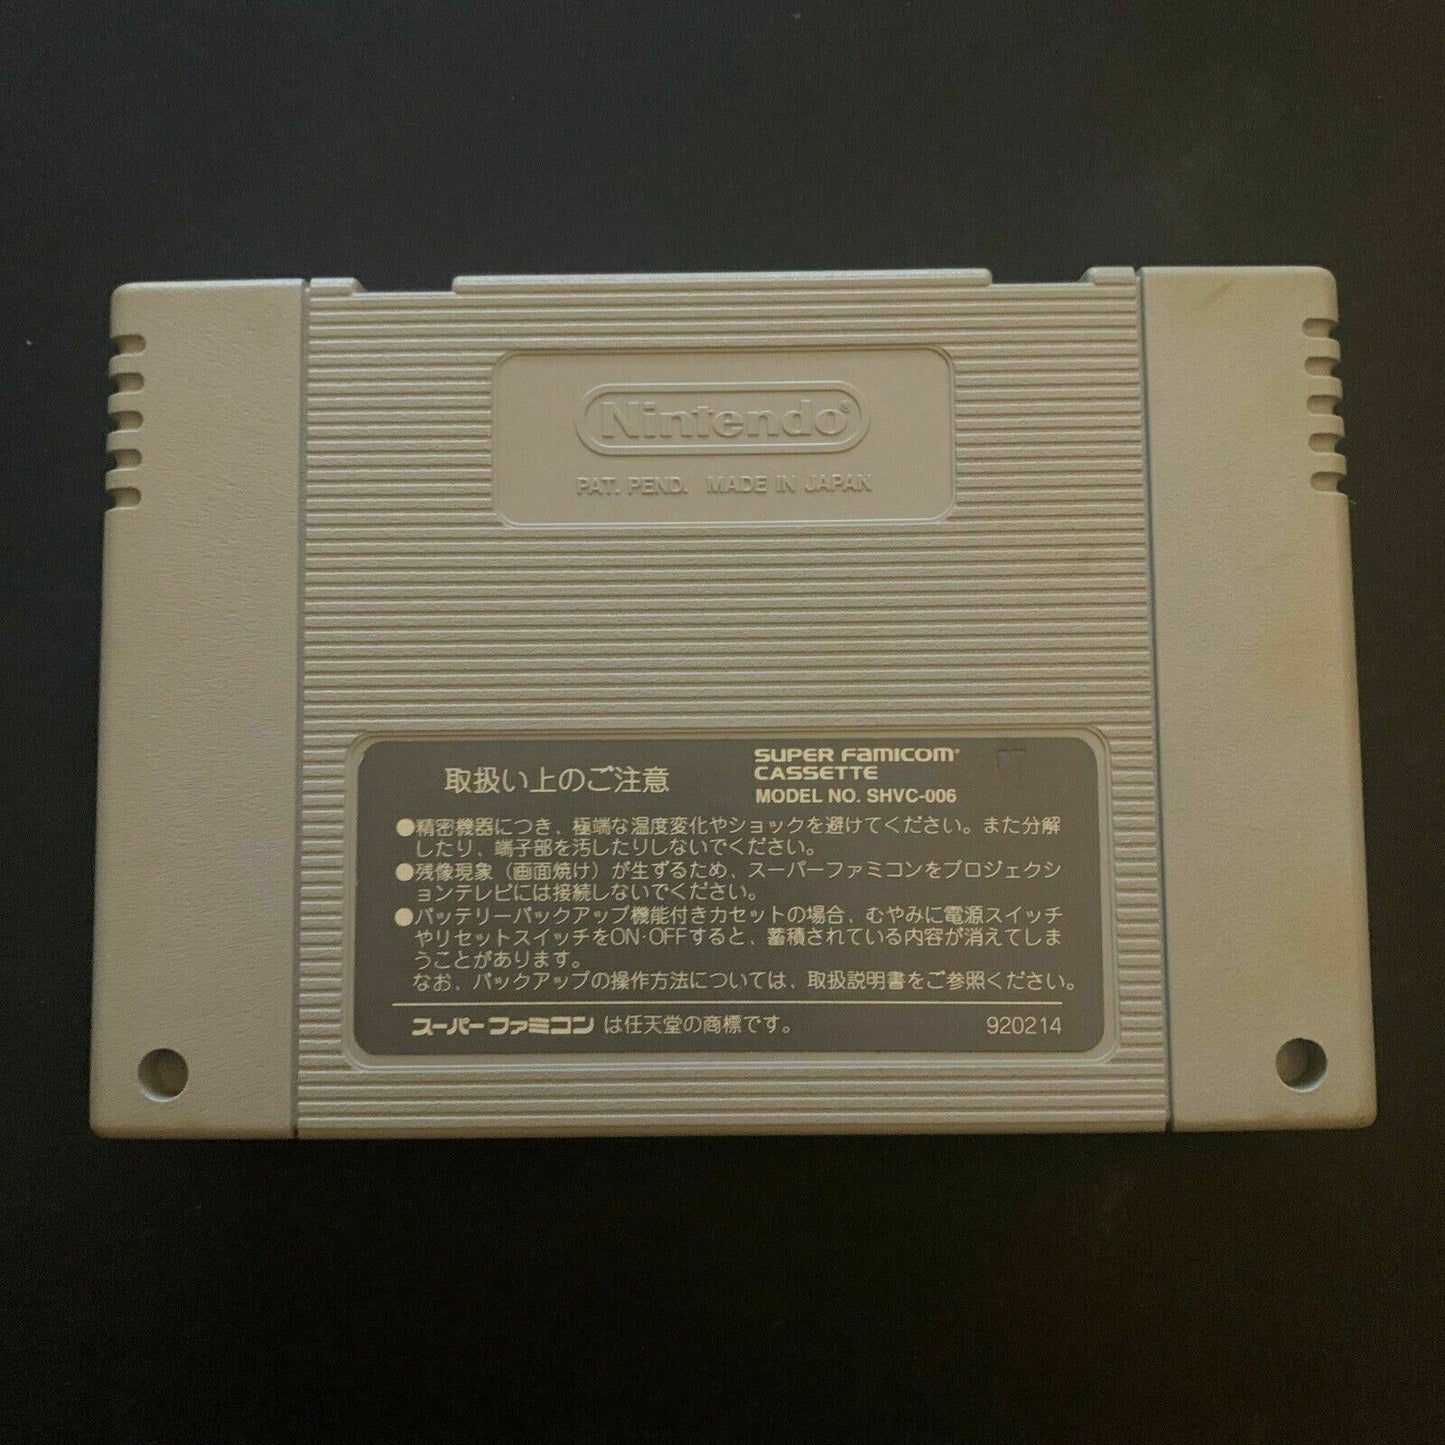 Nintendo®
PAT. PEND. MADE IN JAPAN
取扱い上のご注意
SUPER FAMICOM®
CASSETTE
MODEL NO. SHVC-006
●精密機器につき、極端な温度変化やショックを避けてください。また分解
したり、端子部を汚したりしないでください。
●残像現象（画面焼け）が生ずるため、スーパーファミコンをプロジェクシ
ョンテレビには接続しないでください。
●バッテリーバックアップ機能付きカセットの場合、むやみに電源スイッチ
やリセットスイッチをON・OFFすると、蓄積されている内容が消えてしま
うことがあります。
なお、バックアップの操作方法については、取扱説明書をご参照ください。
スーパーファミコンは任天堂の商標です。
920214